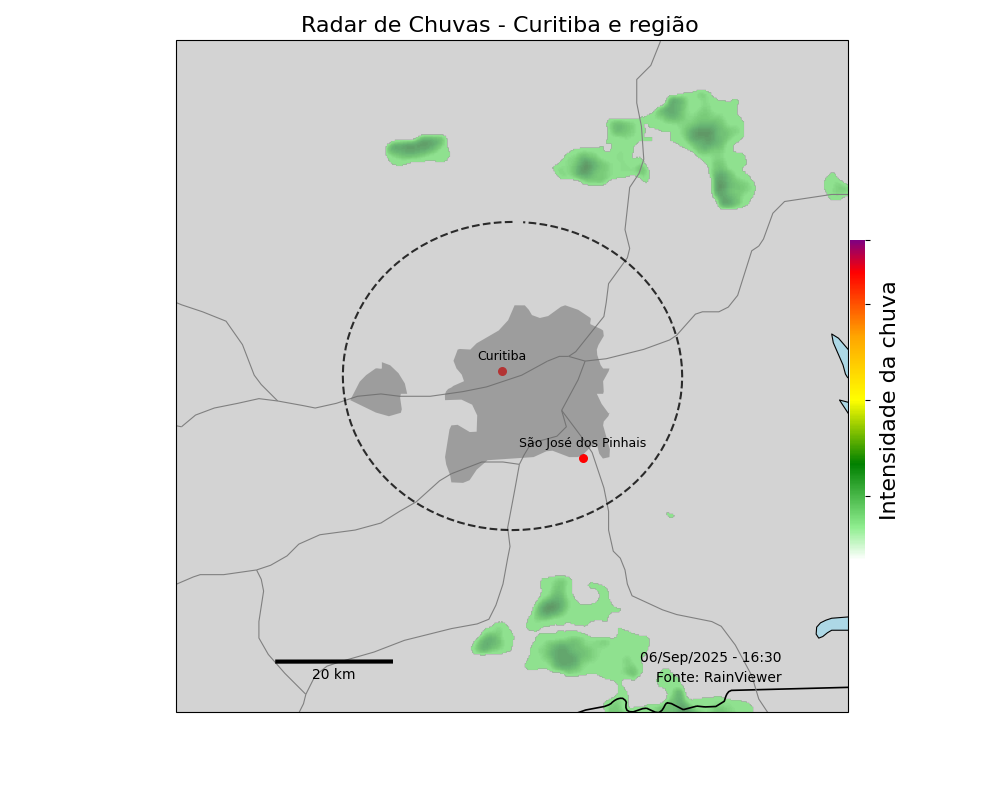 Radar de Chuvas - Curitiba e região
Curitiba
São José dos Pinhais
Intensidade da chuva
06/Sep/2025 - 16:30
Fonte: RainViewer
20 km